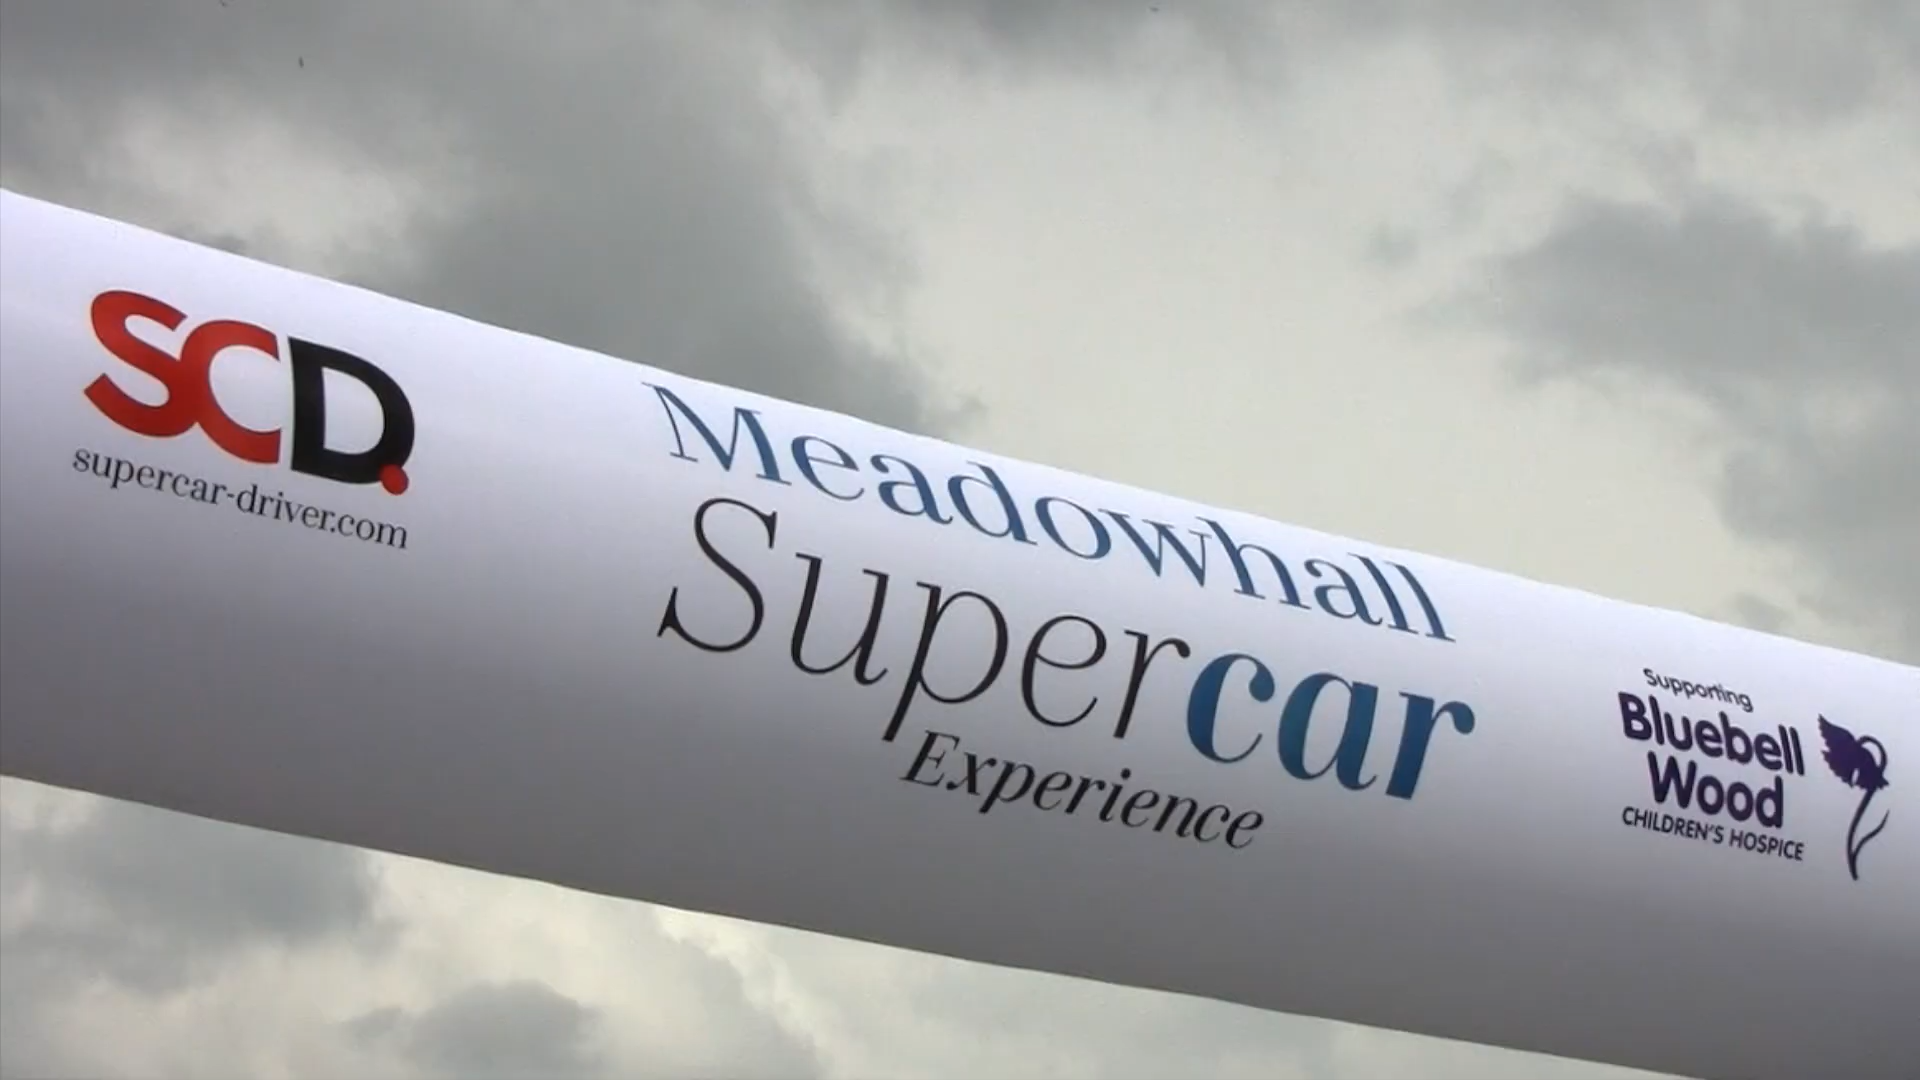 SCD.
supercar-driver.com
Meadowhall
Supercar
Experience
Supporting
Bluebell
Wood
CHILDREN'S HOSPICE